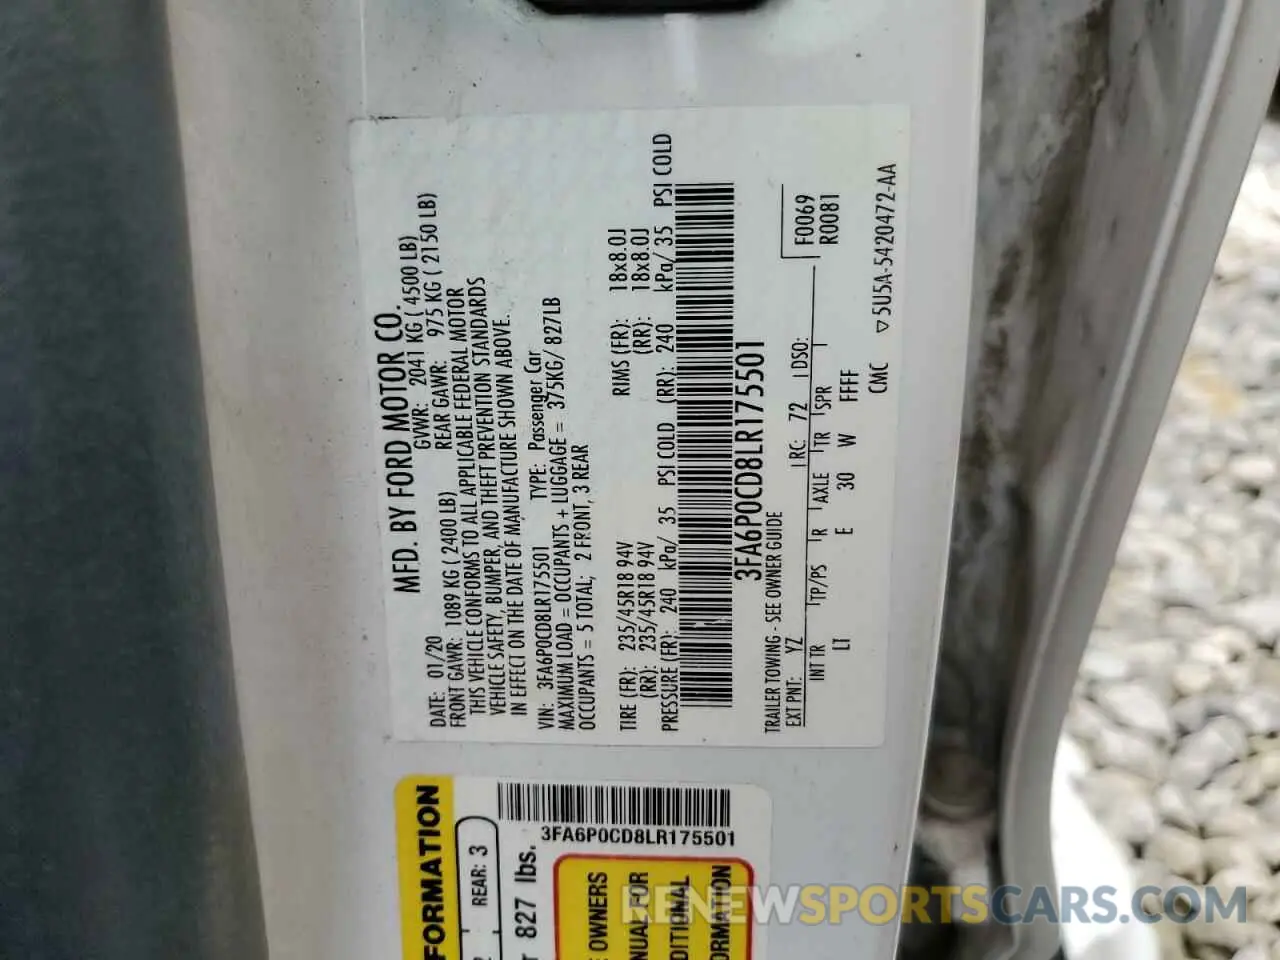 MFD. BY FORD MOTOR CO.
DATE: 01/20 GVWR: 2041 KG ( 4500 LB)
FRONT GAWR: 1089 KG ( 2400 LB) REAR GAWR: 975 KG ( 2150 LB)
THIS VEHICLE CONFORMS TO ALL APPLICABLE FEDERAL MOTOR
VEHICLE SAFETY, BUMPER, AND THEFT PREVENTION STANDARDS
IN EFFECT ON THE DATE OF MANUFACTURE SHOWN ABOVE.
VIN: 3FA6P0CD8LR175501 TYPE: Passenger Car
MAXIMUM LOAD = OCCUPANTS + LUGGAGE = 375KG/ 827LB
OCCUPANTS = 5 TOTAL; 2 FRONT, 3 REAR
TIRE (FR): 235/45R18 94V RIMS (FR): 18x8.0J
(RR): 235/45R18 94V (RR): 18x8.0J
PRESSURE (FR): 240 kPa/ 35 PSI COLD (RR): 240 kPa/ 35 PSI COLD
3FA6P0CD8LR175501
TRAILER TOWING - SEE OWNER GUIDE
EXT PNT: YZ RC: 72 DSO: F0069
R0081
INT TR TP/PS R AXLE TR SPR
LI E 30 W FFFF
CMC ▽5U5A-5420472-AA
FORMATION
REAR: 3
827 lbs.
3FA6P0CD8LR175501
OWNERS
NUAL FOR
DITIONAL
ORMATION
RENEWSPORTSCARS.COM